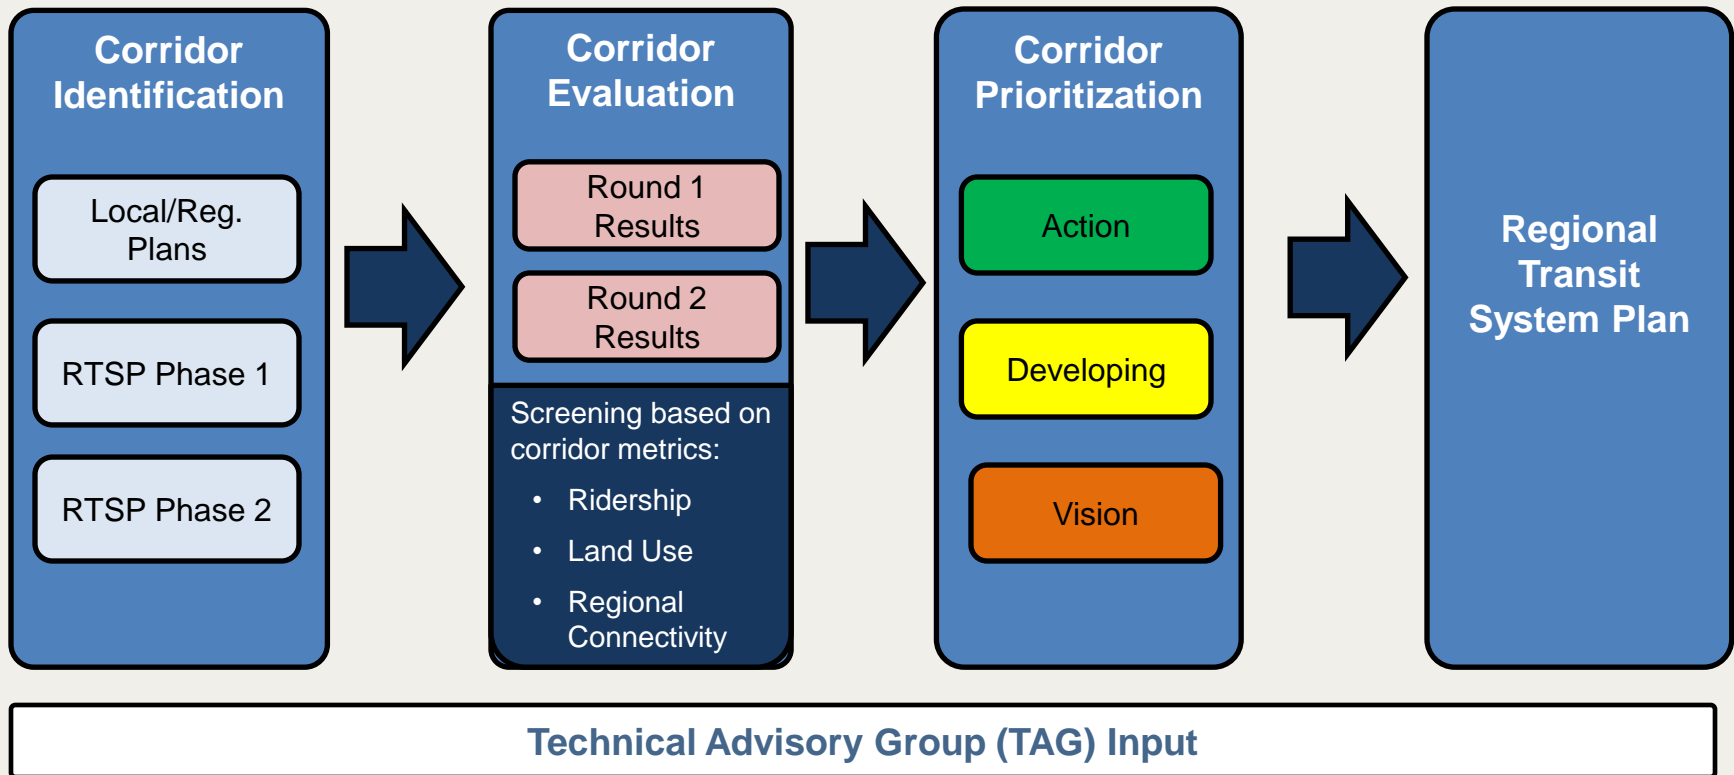 Corridor
Identification
Local/Reg.
Plans
RTSP Phase 1
RTSP Phase 2
Corridor
Evaluation
Round 1
Results
Round 2
Results
Screening based on
corridor metrics:
• Ridership
• Land Use
• Regional
Connectivity
Corridor
Prioritization
Action
Developing
Vision
Regional
Transit
System Plan
Technical Advisory Group (TAG) Input